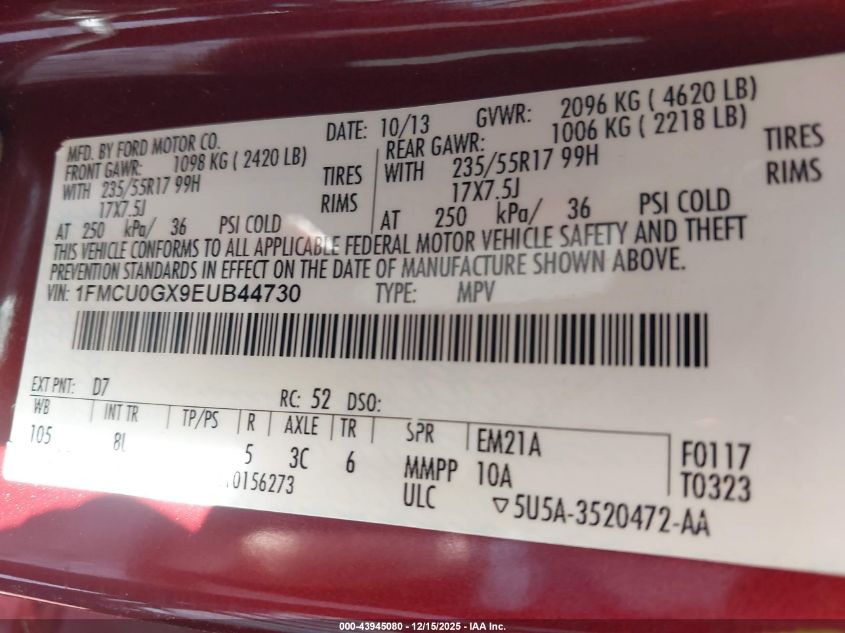 MFD. BY FORD MOTOR CO. DATE: 10/13 GVWR: 2096 KG ( 4620 LB)
FRONT GAWR: 1098 KG ( 2420 LB) REAR GAWR: 1006 KG ( 2218 LB)
WITH 235/55R17 99H TIRES WITH 235/55R17 99H TIRES
17X7.5J RIMS 17X7.5J RIMS
AT 250 kPa/ 36 PSI COLD AT 250 kPa/ 36 PSI COLD
THIS VEHICLE CONFORMS TO ALL APPLICABLE FEDERAL MOTOR VEHICLE SAFETY AND THEFT
PREVENTION STANDARDS IN EFFECT ON THE DATE OF MANUFACTURE SHOWN ABOVE.
VIN: 1FMCU0GX9EUB44730 TYPE: MPV
EXT PNT: D7 RC: 52 DSO:
WB INT TR TP/PS R AXLE TR SPR EM21A F0117
105 5 3C 6 MMPP 10A T0323
0156273 ULC ▽5U5A-3520472-AA
000-43945080 - 12/15/2025 - IAA Inc.